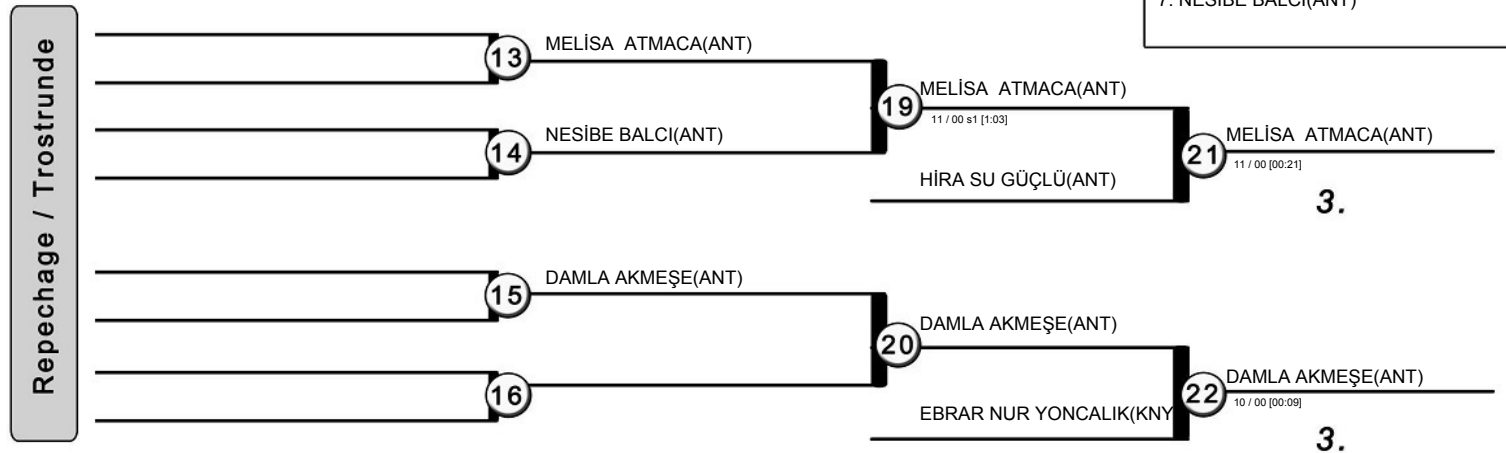 7. NESİBE BALCI(ANT)
Repechage / Trostrunde
13
MELİSA ATMACA(ANT)
19
MELİSA ATMACA(ANT)
11 / 00 s1 [1:03]
14
NESİBE BALCI(ANT)
21
MELİSA ATMACA(ANT)
11 / 00 [00:21]
HİRA SU GÜÇLÜ(ANT)
3.
15
DAMLA AKMEŞE(ANT)
20
DAMLA AKMEŞE(ANT)
16
22
DAMLA AKMEŞE(ANT)
10 / 00 [00:09]
EBRAR NUR YONCALIK(KNY
3.